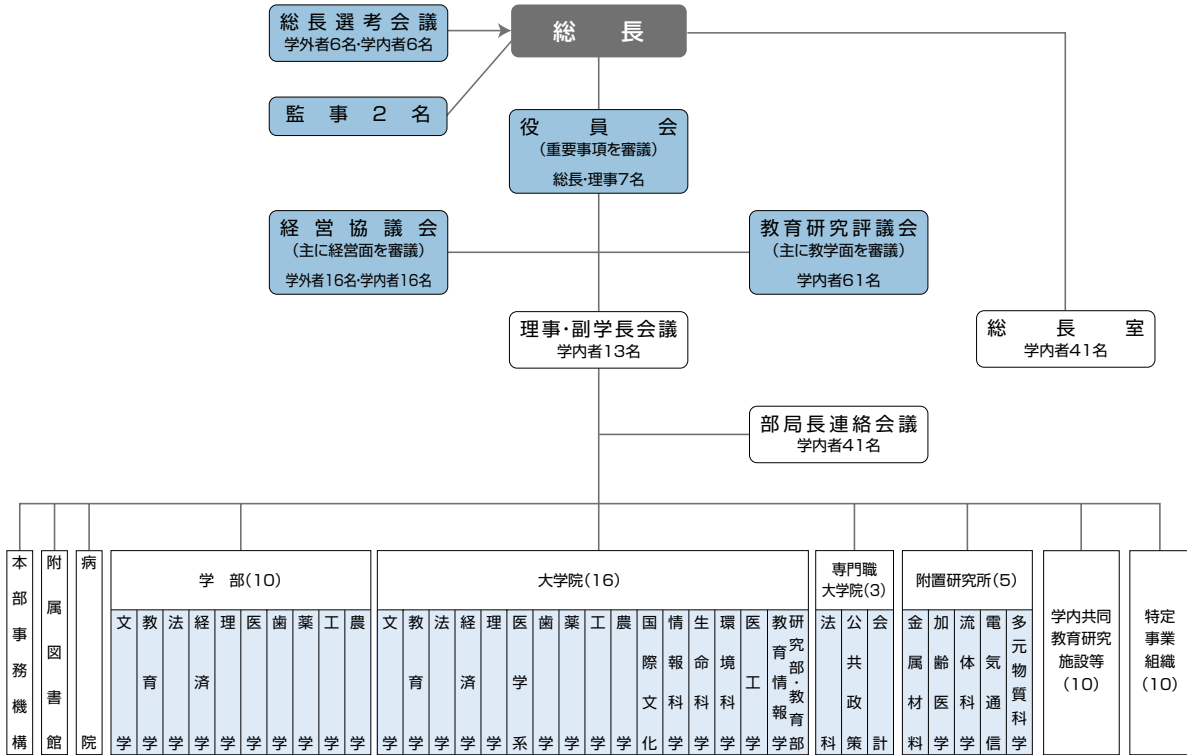 総長選考会議
学外者6名・学内者6名
総長
監事2名
役員会
(重要事項を審議)
総長・理事7名
経営協議会
(主に経営面を審議)
学外者16名・学内者16名
教育研究評議会
(主に教学面を審議)
学内者61名
理事・副学長会議
学内者13名
総長室
学内者41名
部局長連絡会議
学内者41名
本部事務機構
附属図書館
病院
学部(10)
文学
教育学
法学
経済学
理学
医学
歯学
薬学
工学
農学
大学院(16)
文学
教育学
法学
経済学
理学
医学系
歯学
薬学
工学
農学
国際文化
情報科学
生命科学
環境科学
医工学
教育情報学
研究部・教育部
専門職
大学院(3)
法科
公共政策
会計
附置研究所(5)
金属材料
加齢医学
流体科学
電気通信
多元物質科学
学内共同
教育研究
施設等
(10)
特定
事業
組織
(10)